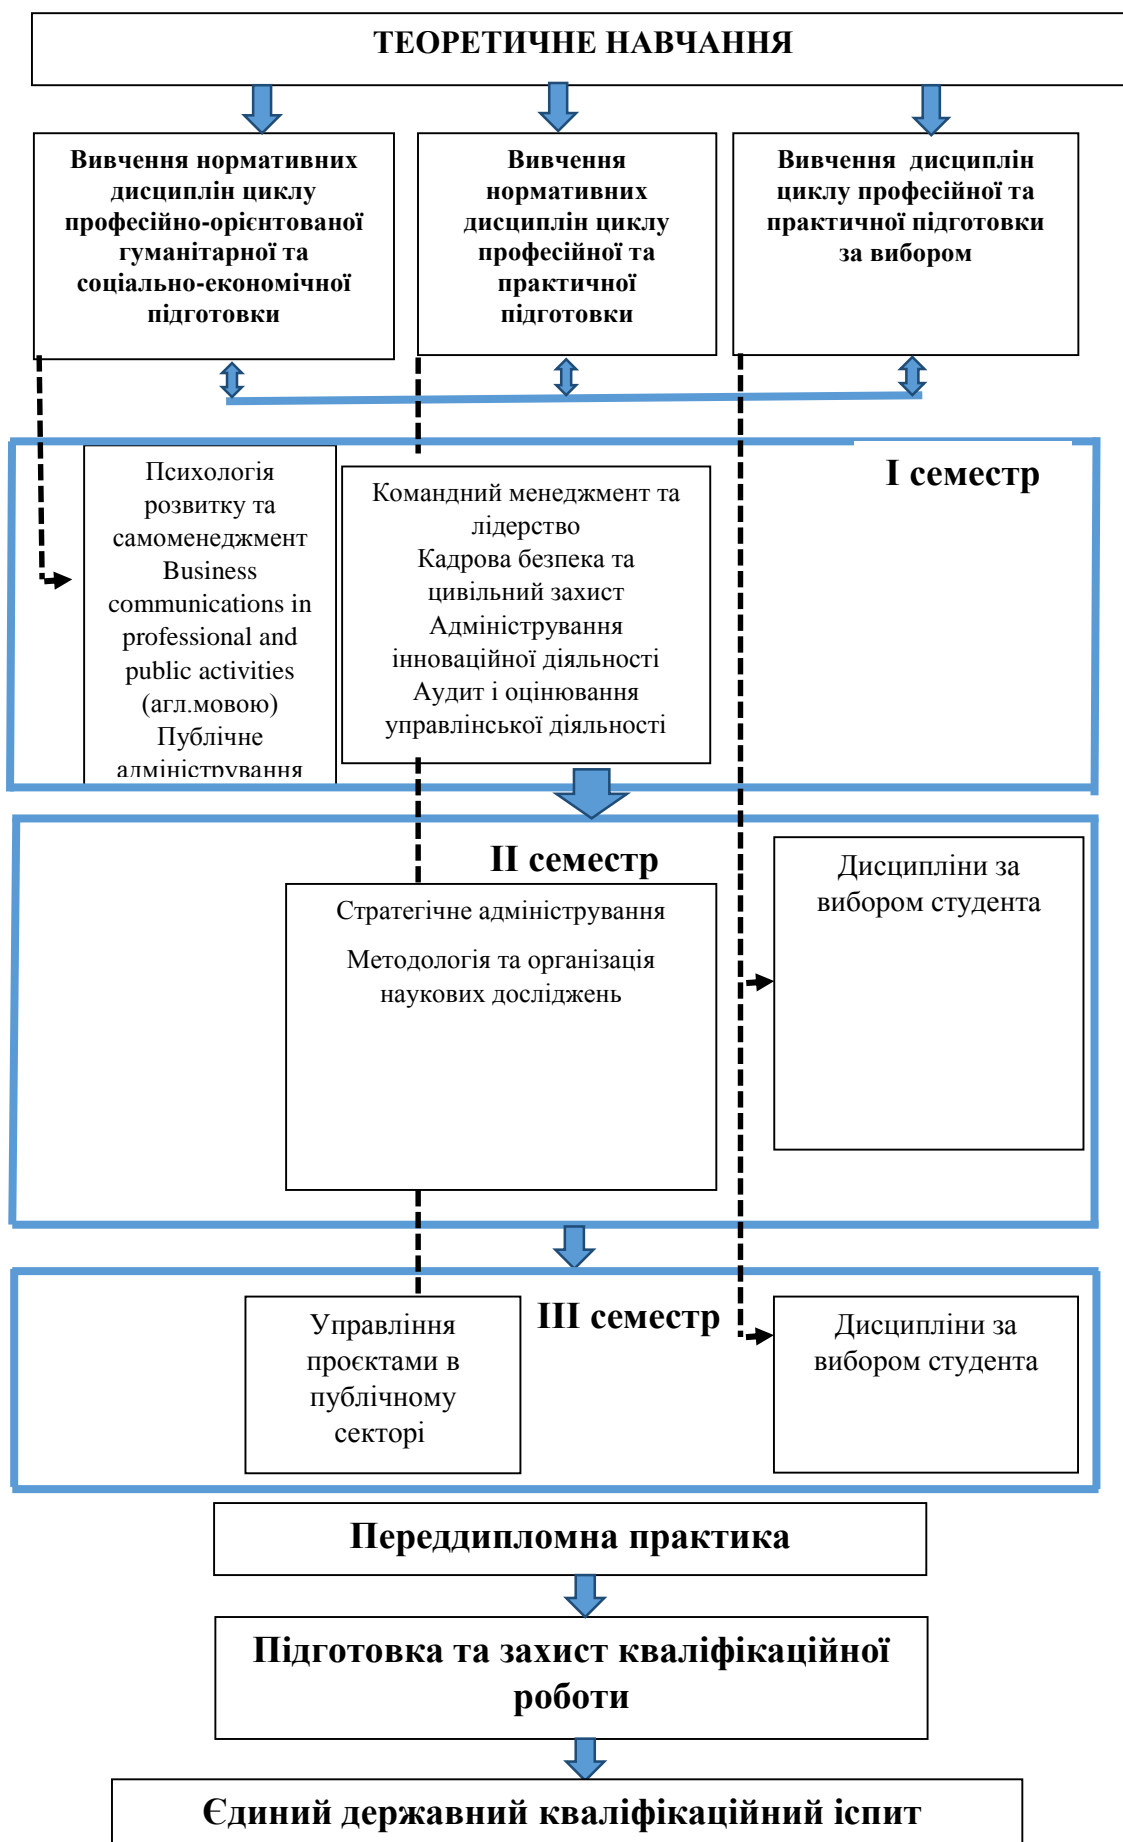 ТЕОРЕТИЧНЕ НАВЧАННЯ
Вивчення нормативних
дисциплін циклу
професійно-орієнтованої
гуманітарної та
соціально-економічної
підготовки
Вивчення
нормативних
дисциплін циклу
професійної та
практичної
підготовки
Вивчення дисциплін
циклу професійної та
практичної підготовки
за вибором
І семестр
Психологія
розвитку та
самоменеджмент
Business
communications in
professional and
public activities
(агл.мовою)
Публічне
адміністрування
Командний менеджмент та
лідерство
Кадрова безпека та
цивільний захист
Адміністрування
інноваційної діяльності
Аудит і оцінювання
управлінської діяльності
ІІ семестр
Стратегічне адміністрування
Методологія та організація
наукових досліджень
Дисципліни за
вибором студента
ІІІ семестр
Управління
проєктами в
публічному
секторі
Дисципліни за
вибором студента
Переддипломна практика
Підготовка та захист кваліфікаційної
роботи
Єдиний державний кваліфікаційний іспит